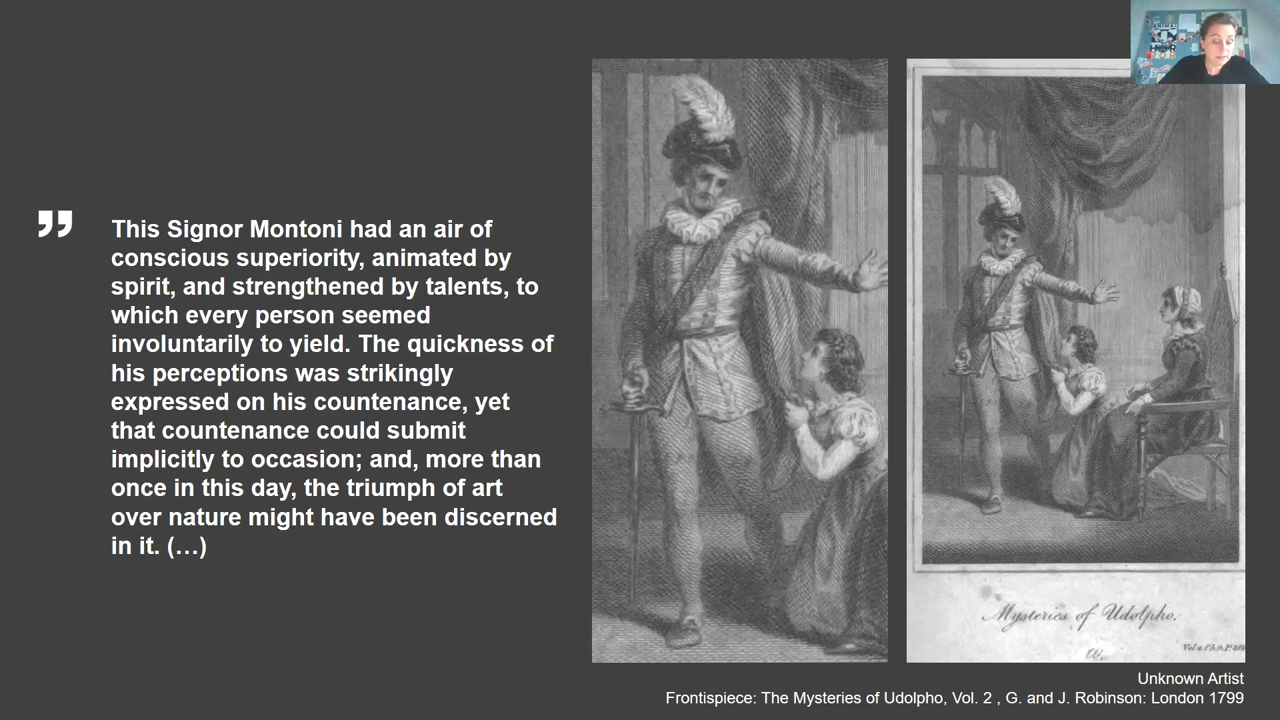 ”
This Signor Montoni had an air of
conscious superiority, animated by
spirit, and strengthened by talents, to
which every person seemed
involuntarily to yield. The quickness of
his perceptions was strikingly
expressed on his countenance, yet
that countenance could submit
implicitly to occasion; and, more than
once in this day, the triumph of art
over nature might have been discerned
in it. (…)
Mysteries of Udolpho.
Unknown Artist
Frontispiece: The Mysteries of Udolpho, Vol. 2 , G. and J. Robinson: London 1799